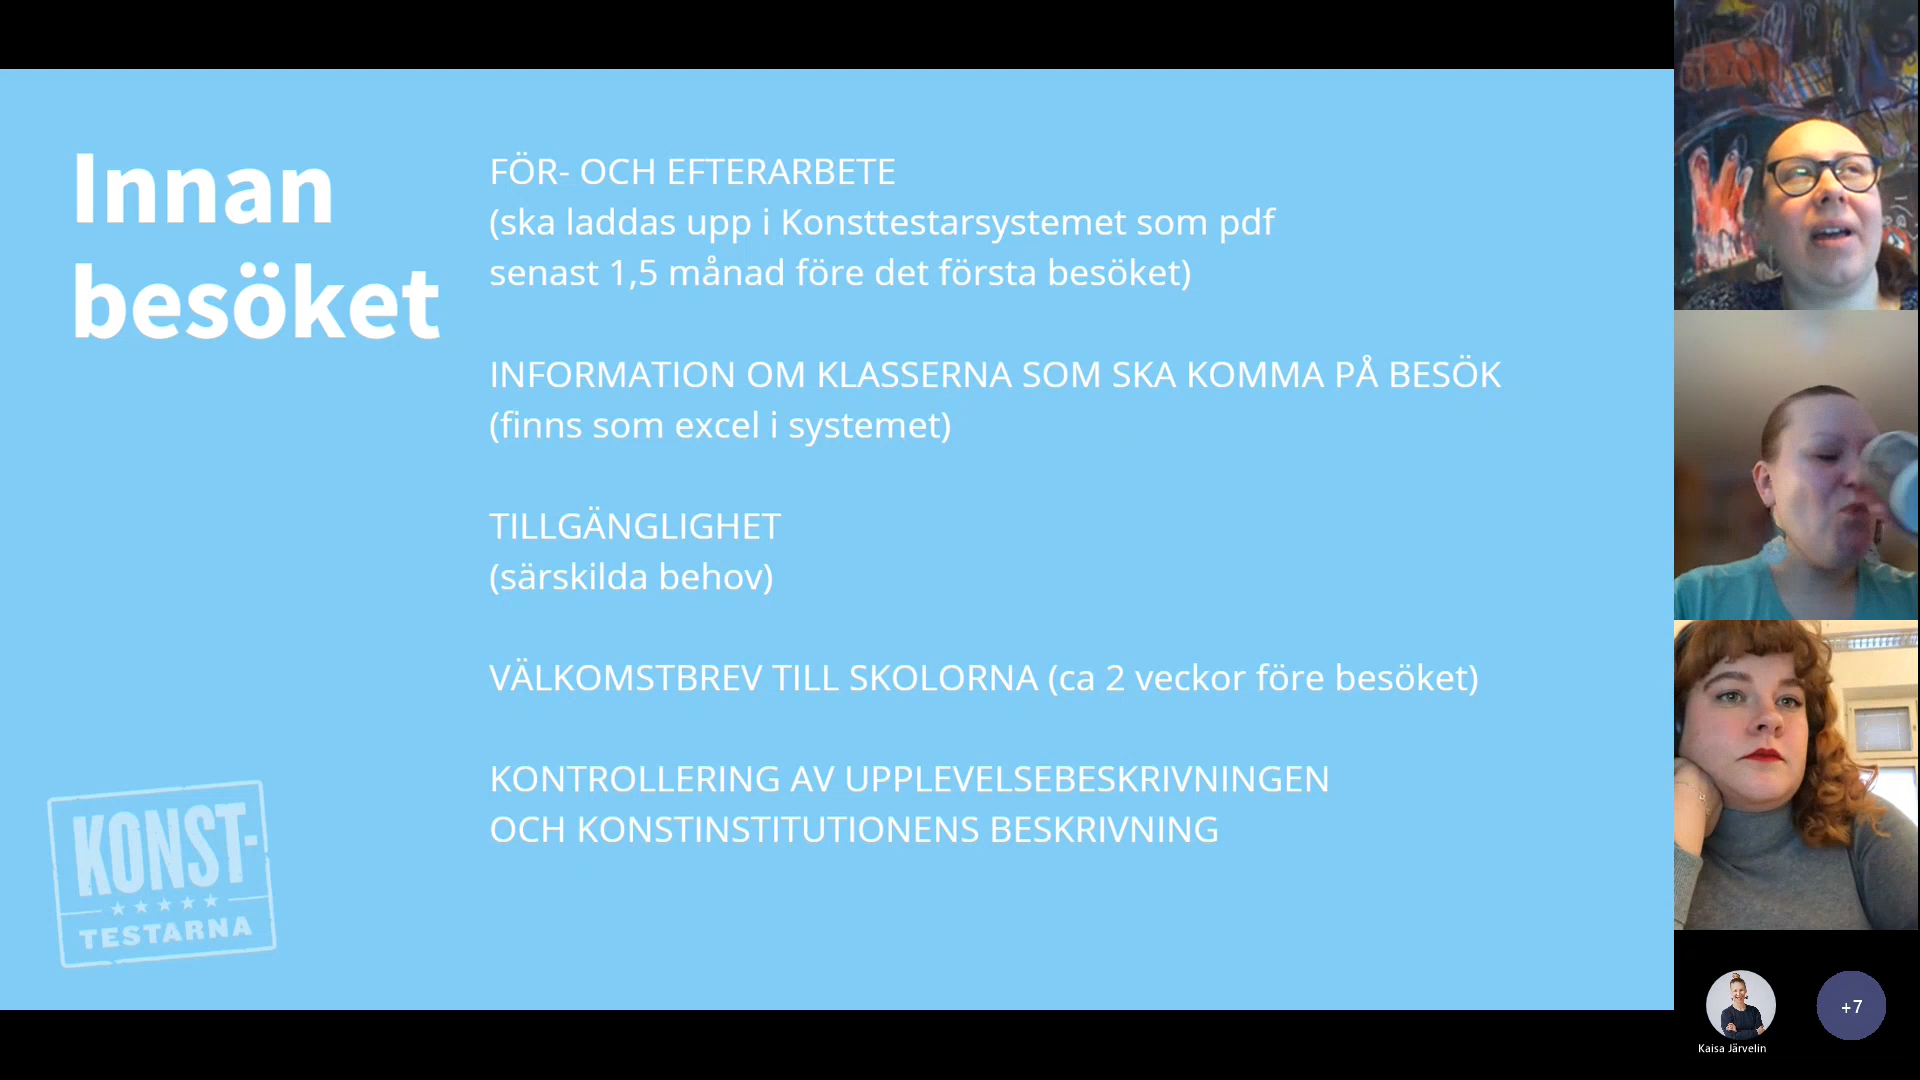 Innan
besöket
FÖR- OCH EFTERARBETE
(ska laddas upp i Konsttestarsystemet som pdf
senast 1,5 månad före det första besöket)
INFORMATION OM KLASSERNA SOM SKA KOMMA PÅ BESÖK
(finns som excel i systemet)
TILLGÄNGLIGHET
(särskilda behov)
VÄLKOMSTBREV TILL SKOLORNA (ca 2 veckor före besöket)
KONTROLLERING AV UPPLEVELSEBESKRIVNINGEN
OCH KONSTINSTITUTIONENS BESKRIVNING
KONST-
TESTARNA
+7
Kaisa Järvelin